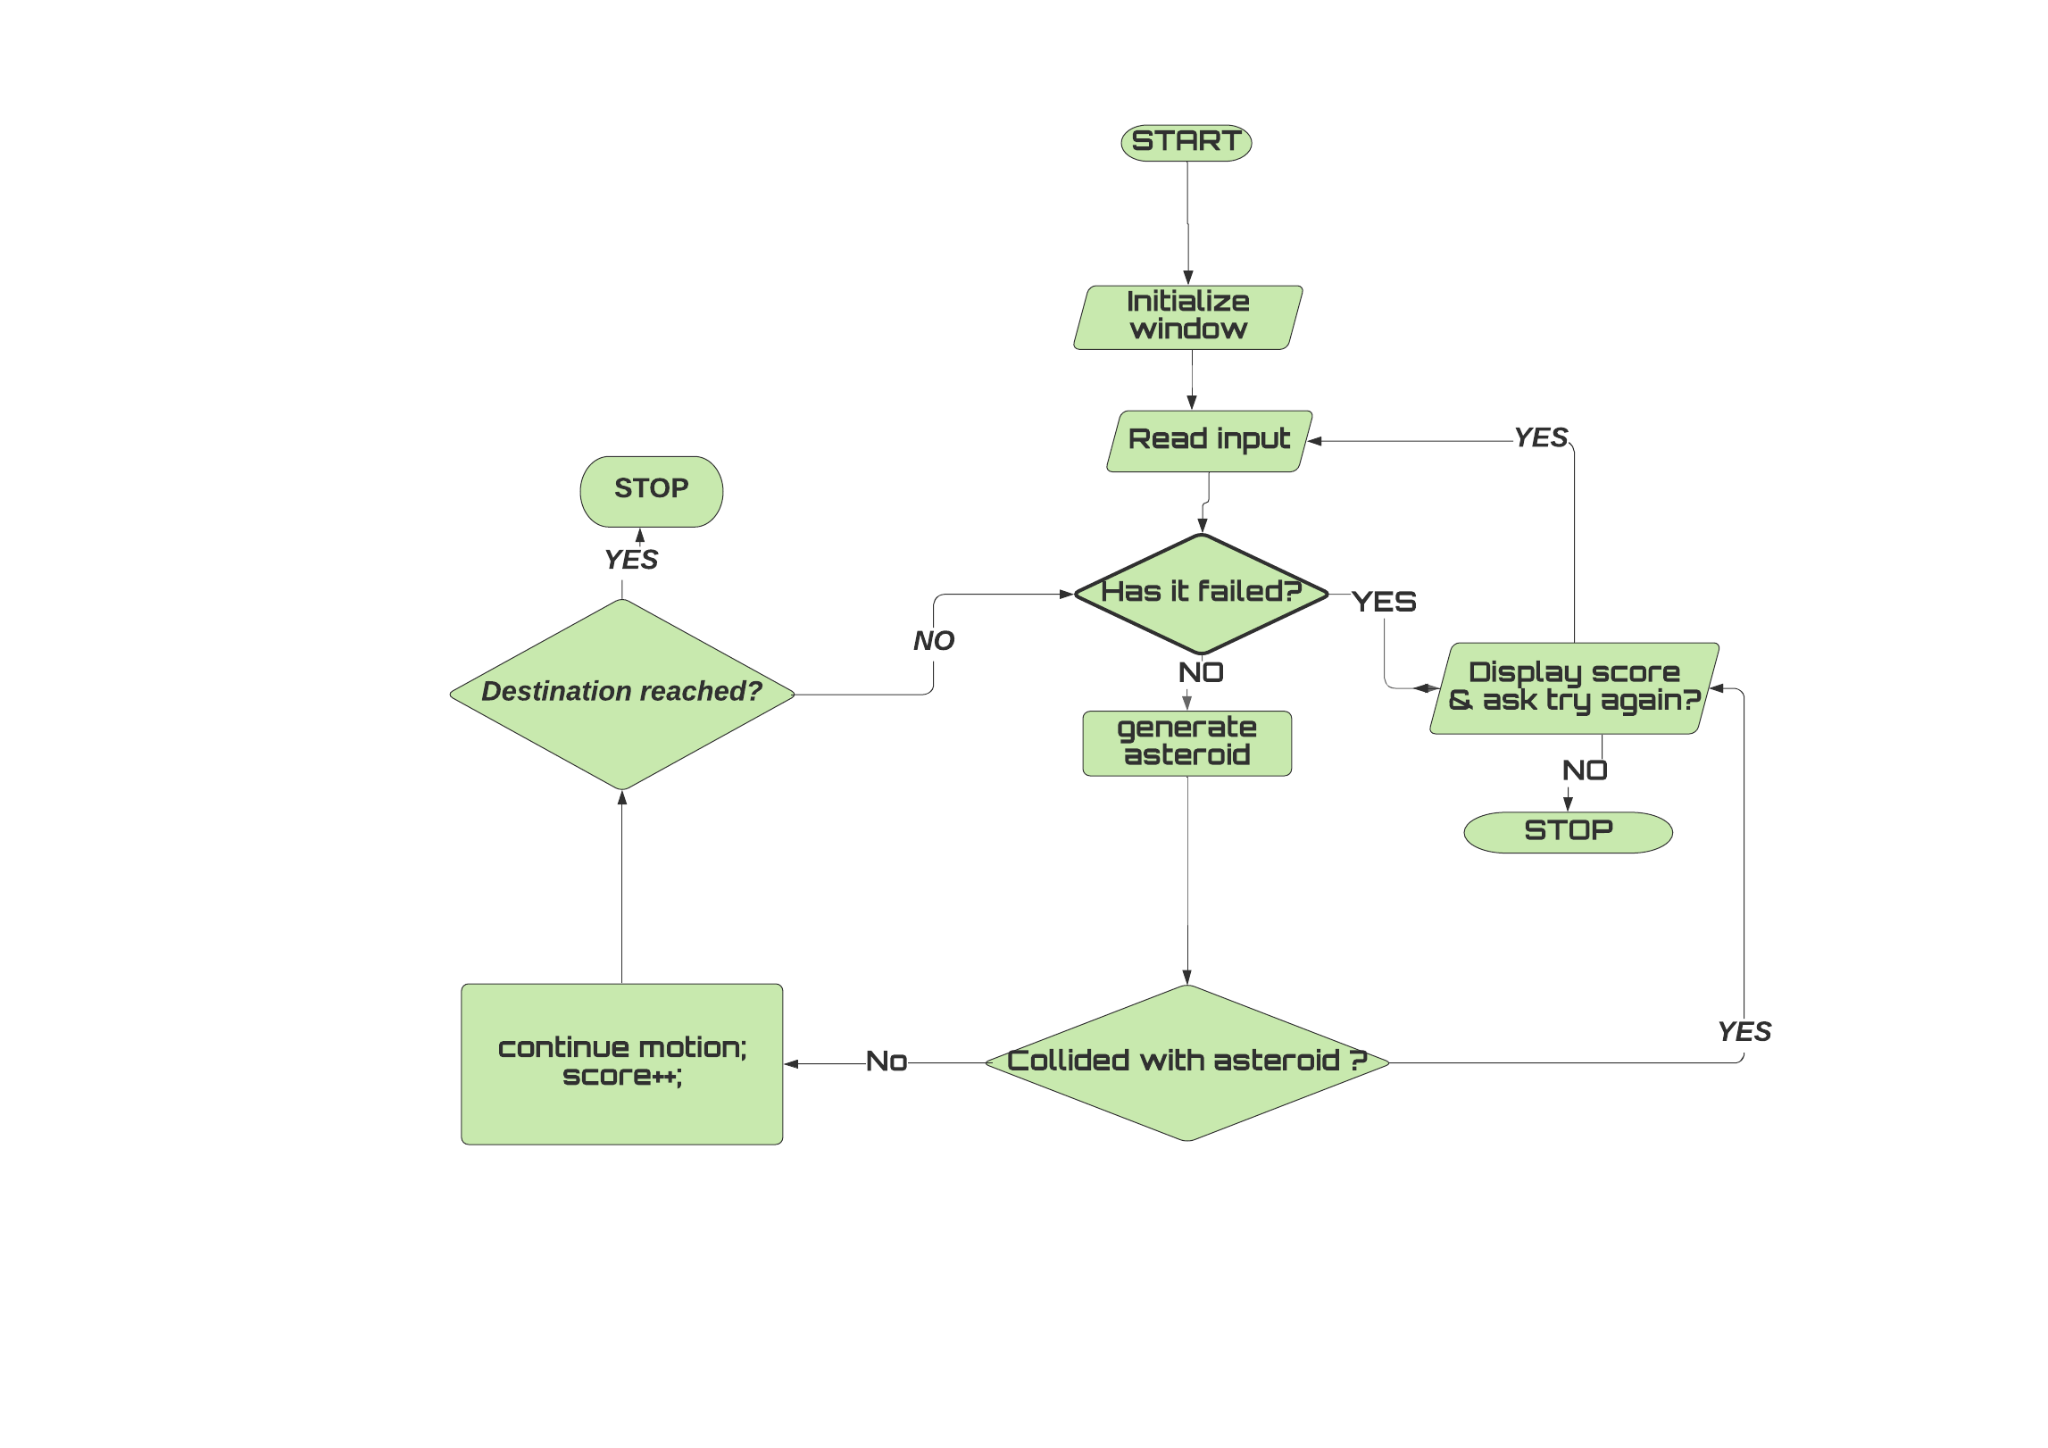 START
Initialize
window
Read input
YES
STOP
YES
Has it failed?
YES
NO
NO
Destination reached?
Display score
& ask try again?
generate
asteroid
NO
STOP
YES
continue motion;
score++;
No
Collided with asteroid ?